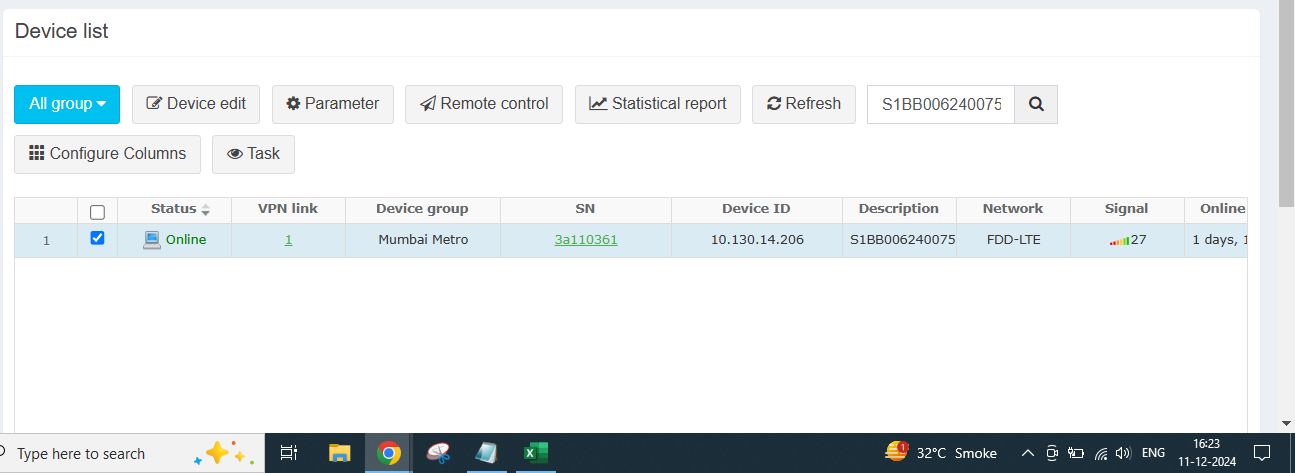 Device list
All group Device edit Parameter Remote control Statistical report Refresh S1BB006240075
Configure Columns Task
Status VPN link Device group SN Device ID Description Network Signal Online
1 Online 1 Mumbai Metro 3a110361 10.130.14.206 S1BB006240075 FDD-LTE 27 1 days, 1
Type here to search 1 32°C Smoke ENG 16:23
11-12-2024